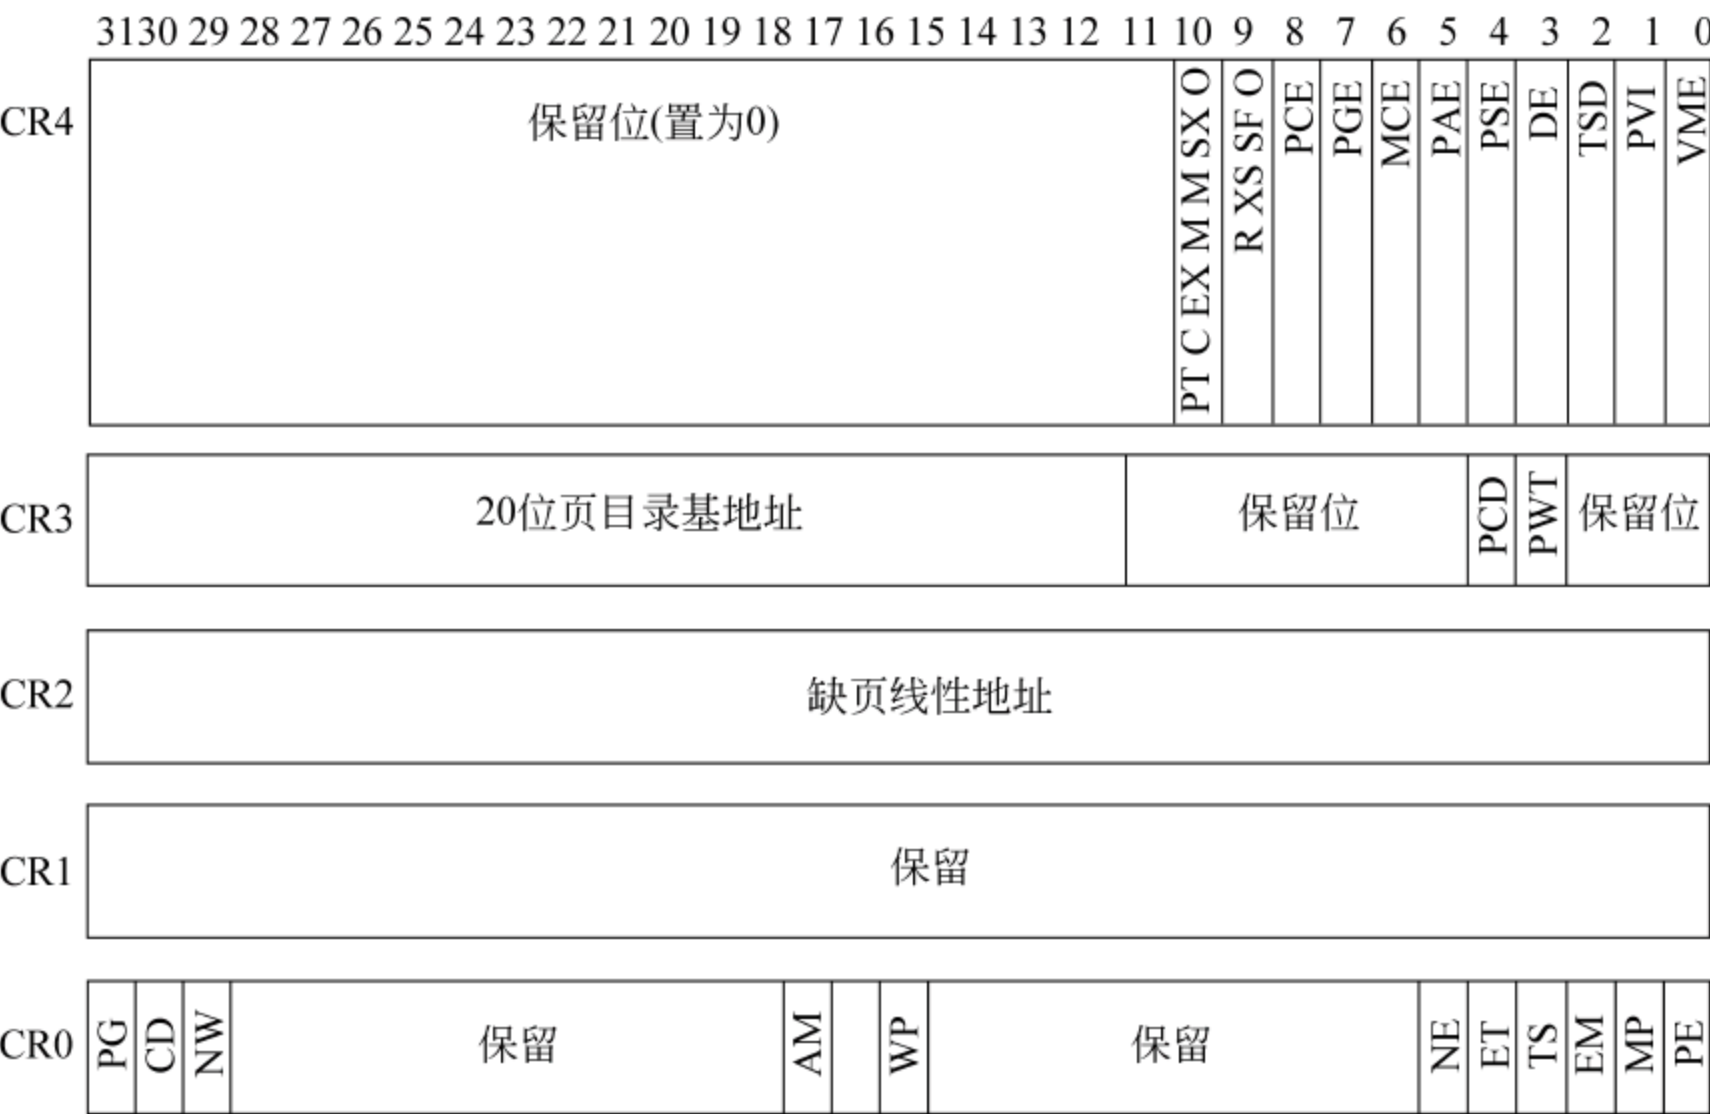 3130 29 28 27 26 25 24 23 22 21 20 19 18 17 16 15 14 13 12 11 10 9 8 7 6 5 4 3 2 1 0
CR4 保留位(置为0) PT C EX M M SX O R XS SF O PCE PGE MCE PAE PSE DE TSD PVI VME
CR3 20位页目录基地址 保留位 PCD PWT 保留位
CR2 缺页线性地址
CR1 保留
CR0 PG CD NW 保留 AM WP 保留 NE ET TS EM MP PE